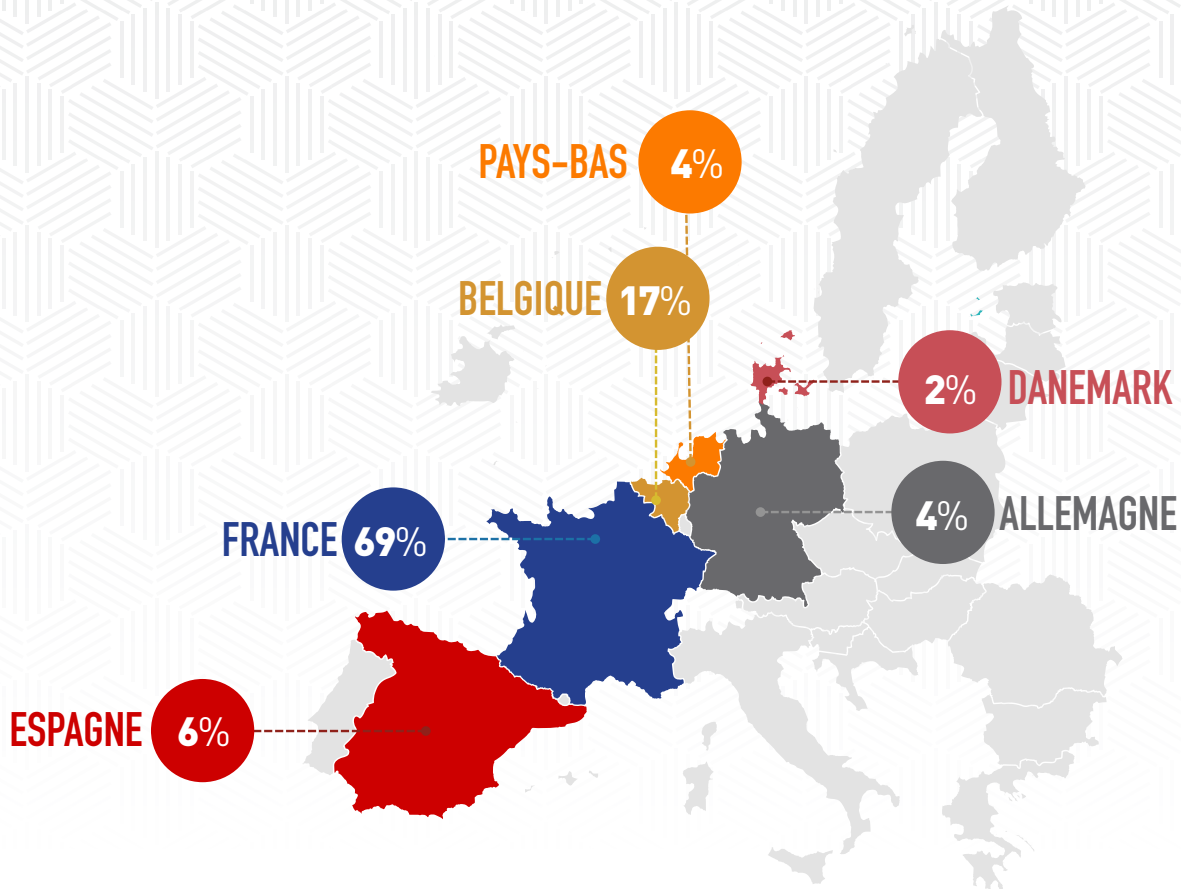 PAYS-BAS 4%
BELGIQUE 17%
2% DANEMARK
4% ALLEMAGNE
FRANCE 69%
ESPAGNE 6%